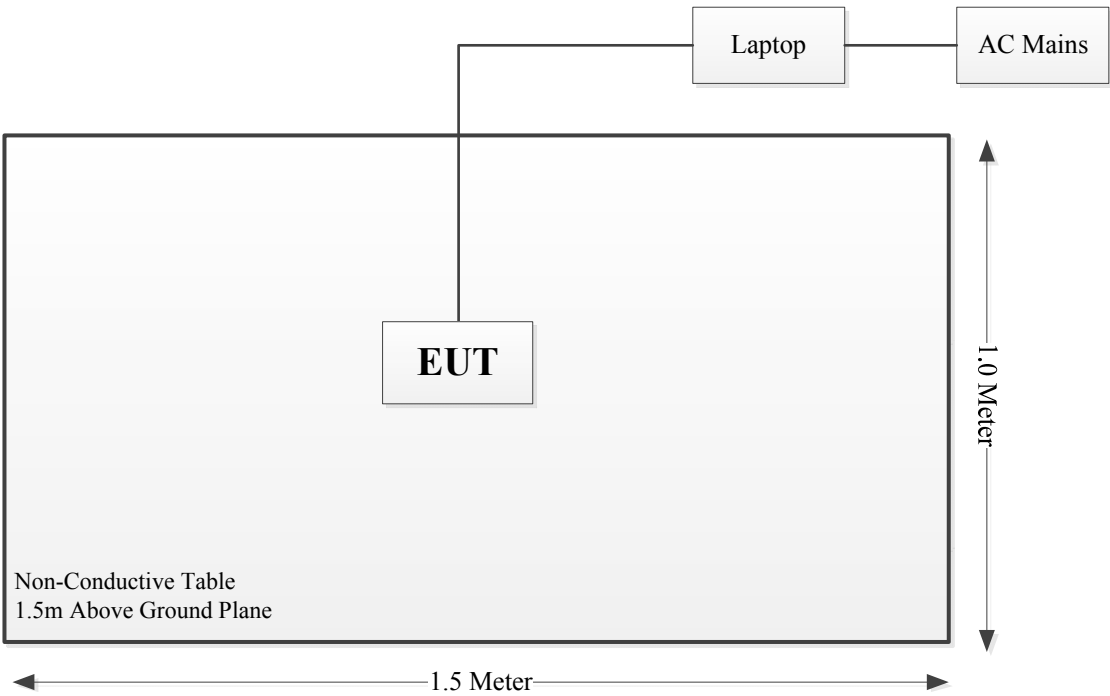 Laptop
AC Mains
EUT
1.0 Meter
Non-Conductive Table
1.5m Above Ground Plane
1.5 Meter